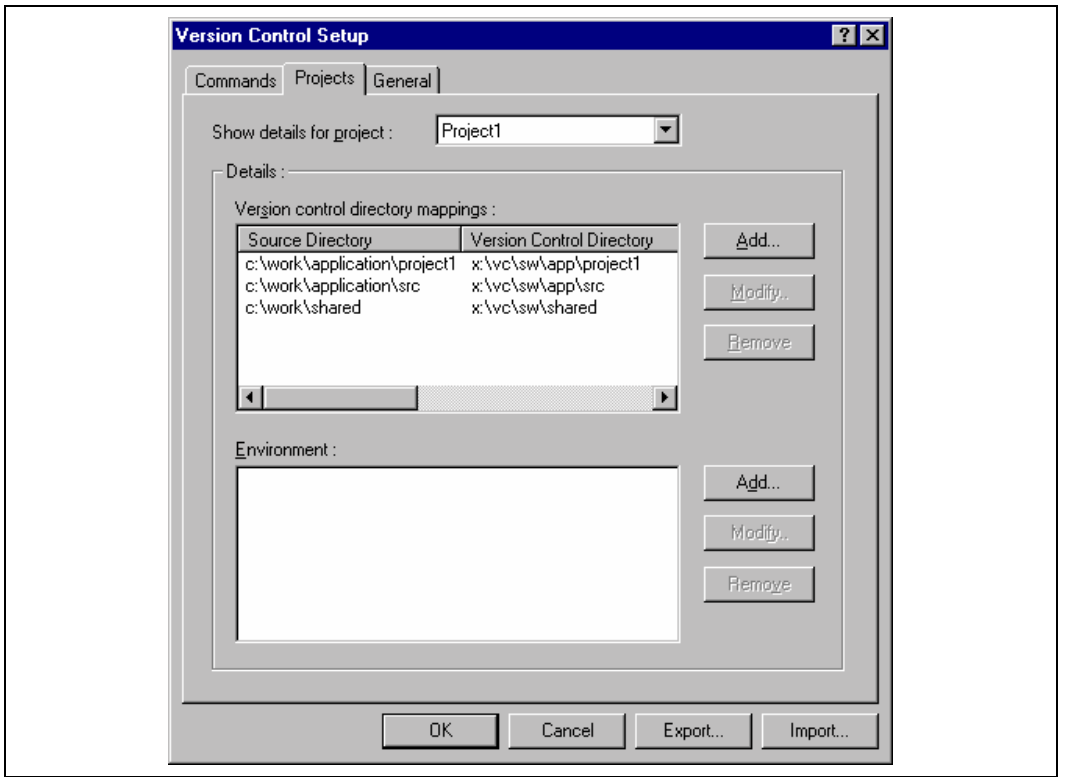 Version Control Setup
Commands Projects General
Show details for project : Project1
Details :
Version control directory mappings :
Source Directory Version Control Directory Add...
c:\work\application\project1 x:\vc\sw\app\project1
c:\work\application\src x:\vc\sw\app\src Modify..
c:\work\shared x:\vc\sw\shared
Remove
Environment :
Add...
Modify..
Remove
OK Cancel Export... Import...